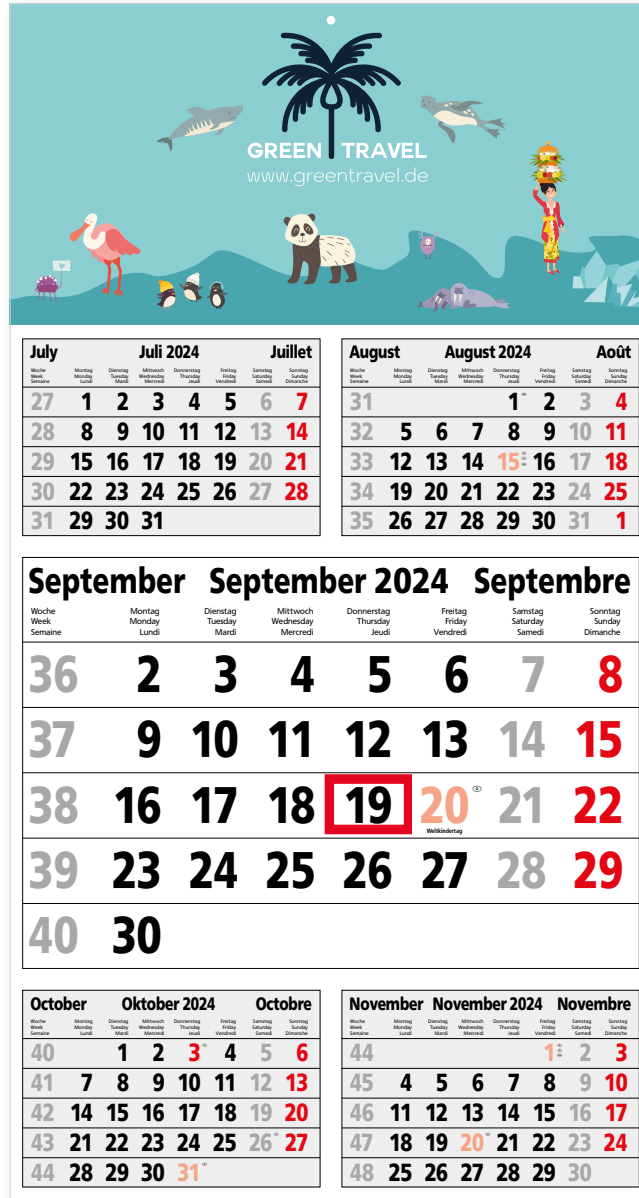 GREEN TRAVEL
www.greentravel.de
July Juli 2024 Juillet
Woche Montag Dienstag Mittwoch Donnerstag Freitag Samstag Sonntag
Week Monday Tuesday Wednesday Thursday Friday Saturday Sunday
Semaine Lundi Mardi Mercredi Jeudi Vendredi Samedi Dimanche
27 1 2 3 4 5 6 7
28 8 9 10 11 12 13 14
29 15 16 17 18 19 20 21
30 22 23 24 25 26 27 28
31 29 30 31
August August 2024 Août
Woche Montag Dienstag Mittwoch Donnerstag Freitag Samstag Sonntag
Week Monday Tuesday Wednesday Thursday Friday Saturday Sunday
Semaine Lundi Mardi Mercredi Jeudi Vendredi Samedi Dimanche
31 1 2 3 4
32 5 6 7 8 9 10 11
33 12 13 14 15 16 17 18
34 19 20 21 22 23 24 25
35 26 27 28 29 30 31 1
September September 2024 Septembre
Woche Montag Dienstag Mittwoch Donnerstag Freitag Samstag Sonntag
Week Monday Tuesday Wednesday Thursday Friday Saturday Sunday
Semaine Lundi Mardi Mercredi Jeudi Vendredi Samedi Dimanche
36 2 3 4 5 6 7 8
37 9 10 11 12 13 14 15
38 16 17 18 19 20 21 22
Weltkindertag
39 23 24 25 26 27 28 29
40 30
October Oktober 2024 Octobre
Woche Montag Dienstag Mittwoch Donnerstag Freitag Samstag Sonntag
Week Monday Tuesday Wednesday Thursday Friday Saturday Sunday
Semaine Lundi Mardi Mercredi Jeudi Vendredi Samedi Dimanche
40 1 2 3 4 5 6
41 7 8 9 10 11 12 13
42 14 15 16 17 18 19 20
43 21 22 23 24 25 26 27
44 28 29 30 31
November November 2024 Novembre
Woche Montag Dienstag Mittwoch Donnerstag Freitag Samstag Sonntag
Week Monday Tuesday Wednesday Thursday Friday Saturday Sunday
Semaine Lundi Mardi Mercredi Jeudi Vendredi Samedi Dimanche
44 1 2 3
45 4 5 6 7 8 9 10
46 11 12 13 14 15 16 17
47 18 19 20 21 22 23 24
48 25 26 27 28 29 30